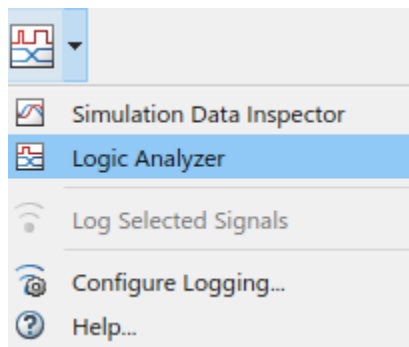 Simulation Data Inspector
Logic Analyzer
Log Selected Signals
Configure Logging...
Help...